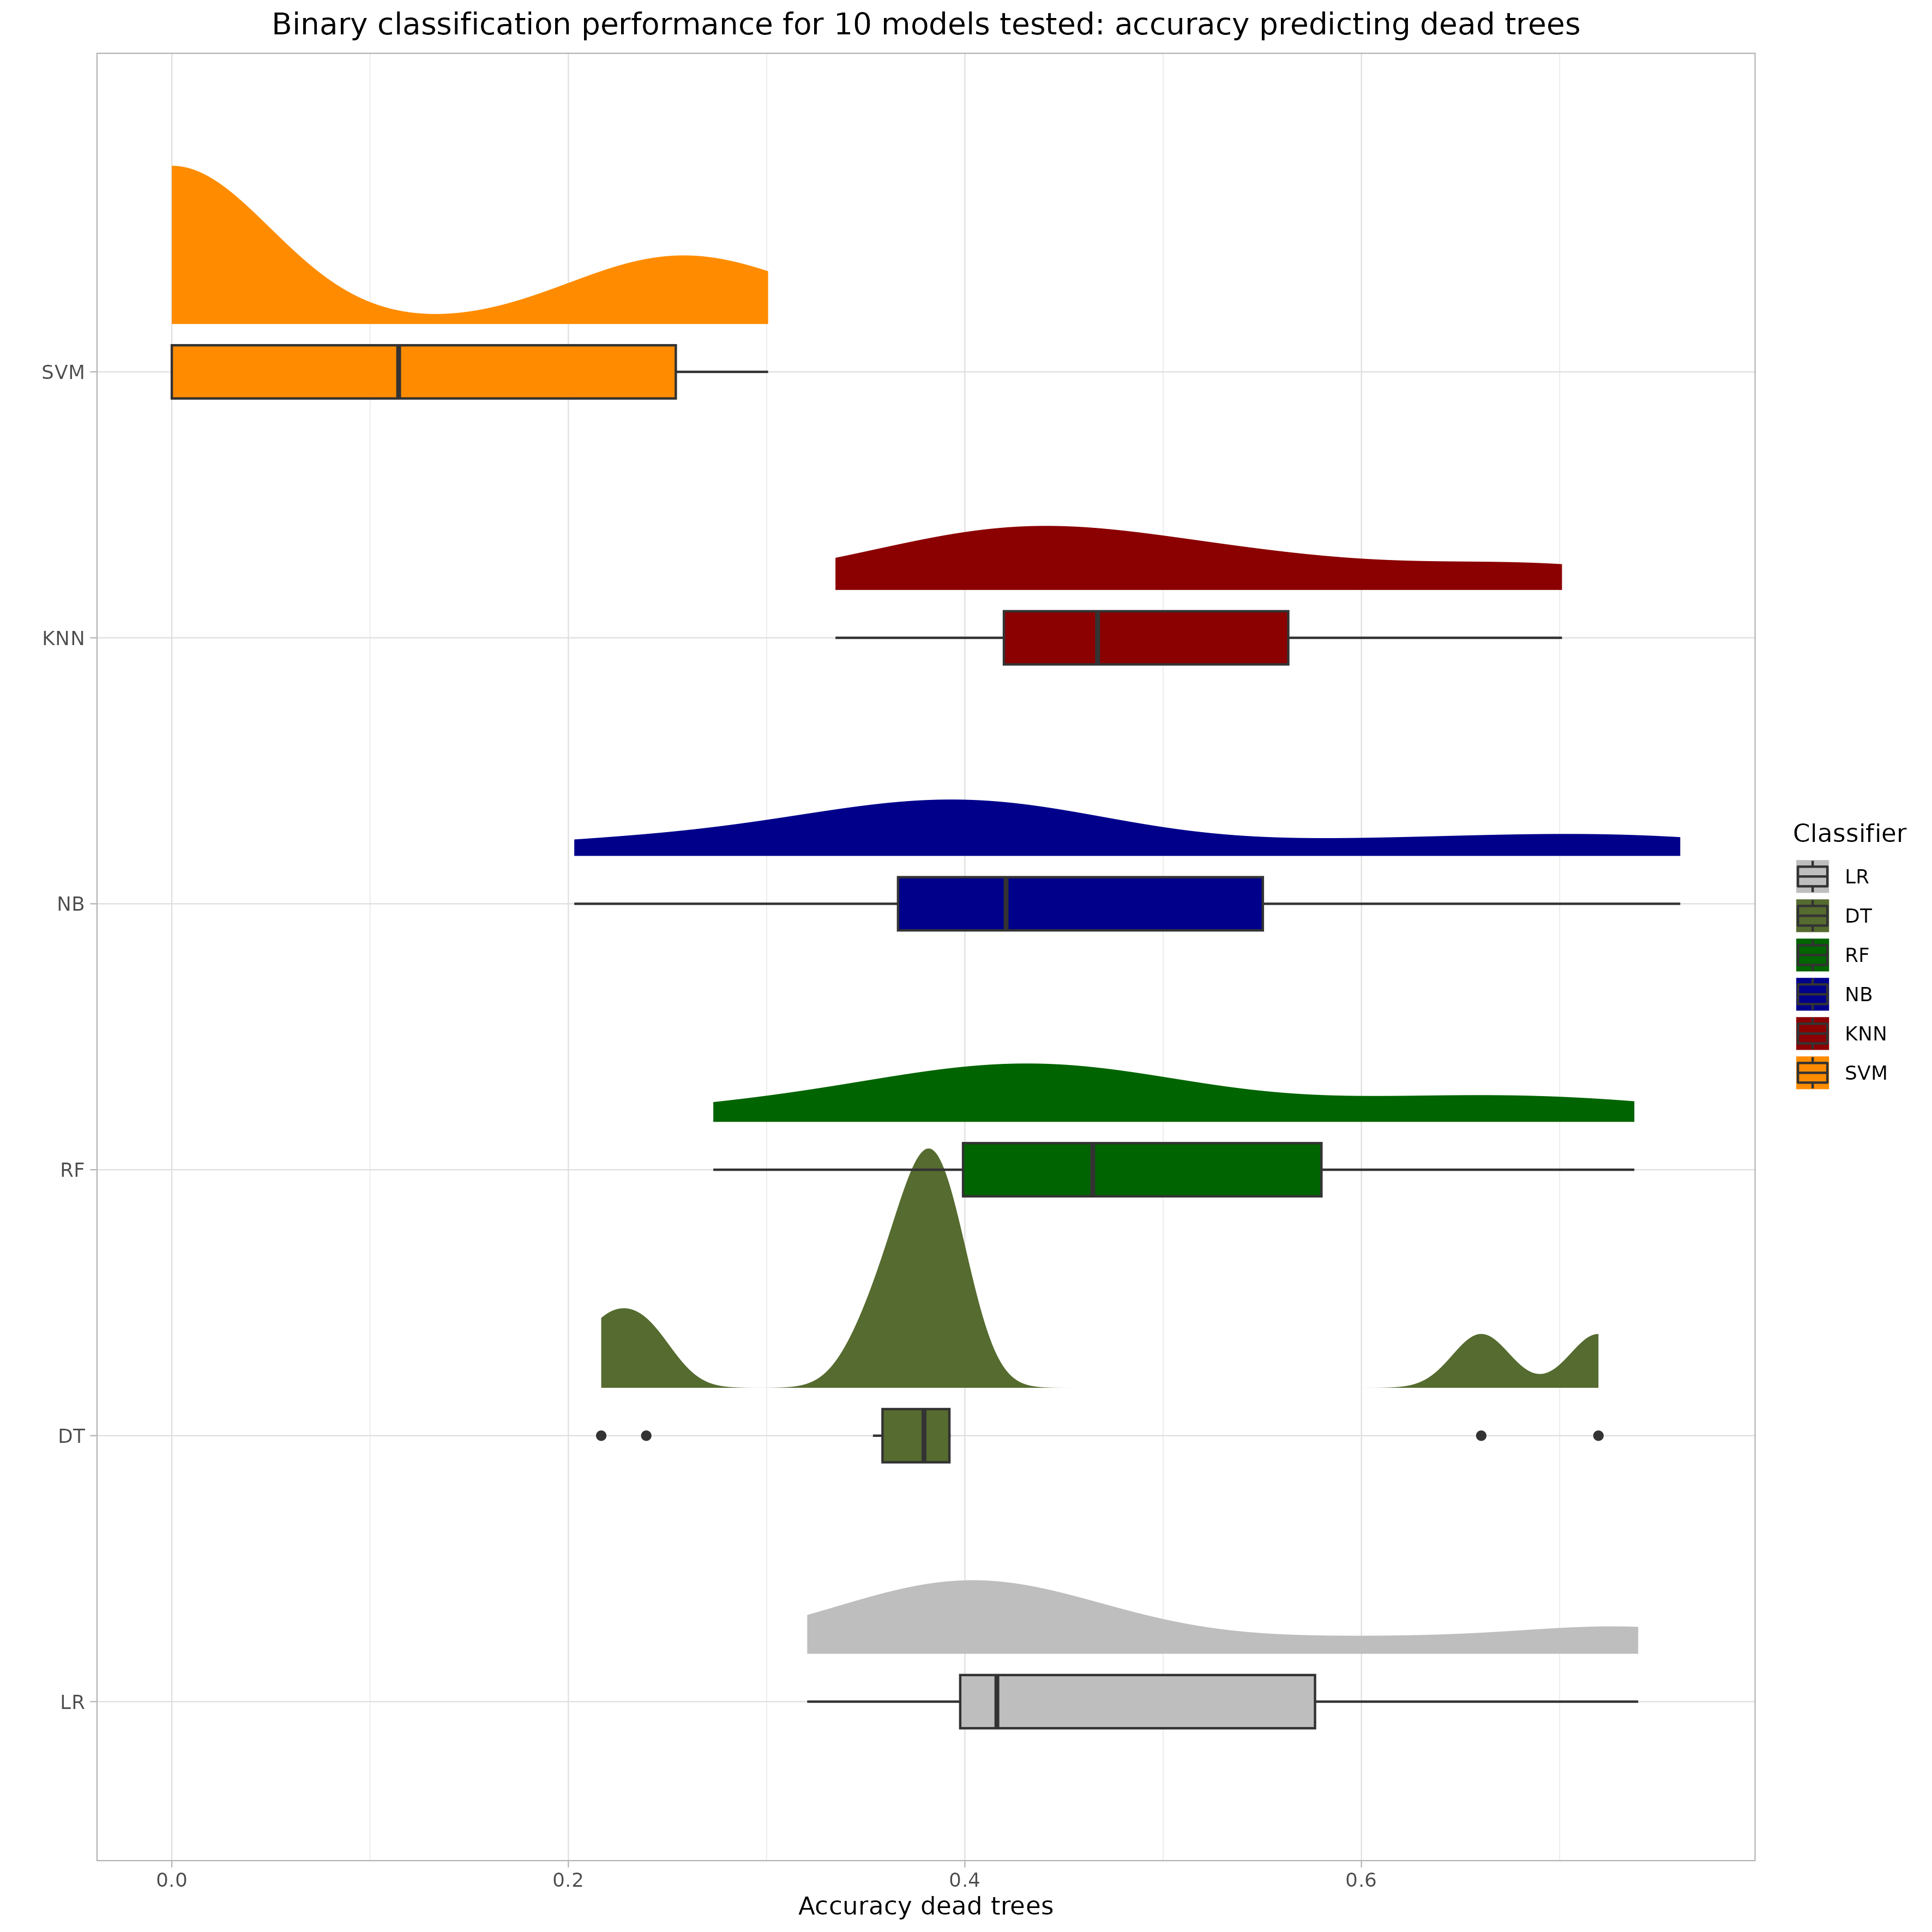 Binary classification performance for 10 models tested: accuracy predicting dead trees
SVM
KNN
NB
RF
DT
LR
0.0
0.2
0.4
0.6
Accuracy dead trees
Classifier
LR
DT
RF
NB
KNN
SVM